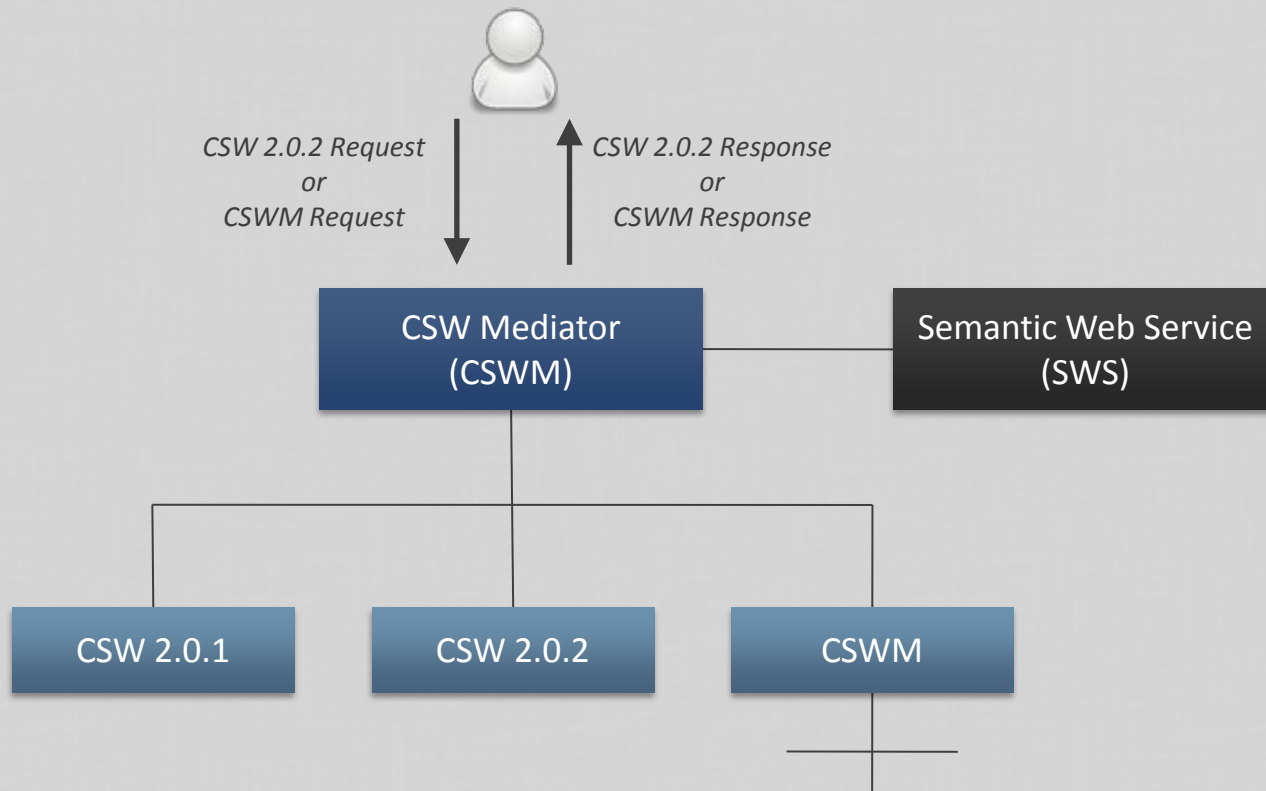 CSW 2.0.2 Request
or
CSWM Request
CSW 2.0.2 Response
or
CSWM Response
CSW Mediator
(CSWM)
Semantic Web Service
(SWS)
CSW 2.0.1
CSW 2.0.2
CSWM